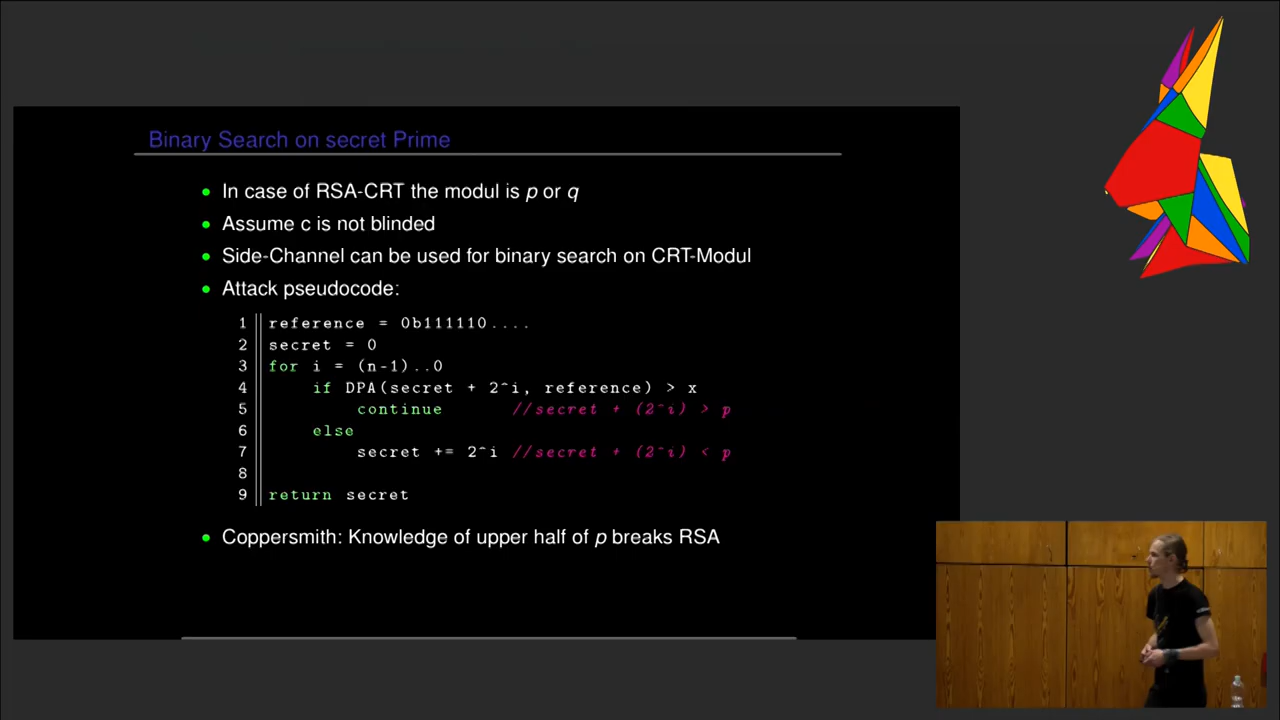 Binary Search on secret Prime
• In case of RSA-CRT the modul is p or q
• Assume c is not blinded
• Side-Channel can be used for binary search on CRT-Modul
• Attack pseudocode:
1 reference = 0b111110....
2 secret = 0
3 for i = (n-1)..0
4 if DPA(secret + 2^i, reference) > x
5 continue //secret + (2^i) > p
6 else
7 secret += 2^i //secret + (2^i) < p
8
9 return secret
• Coppersmith: Knowledge of upper half of p breaks RSA